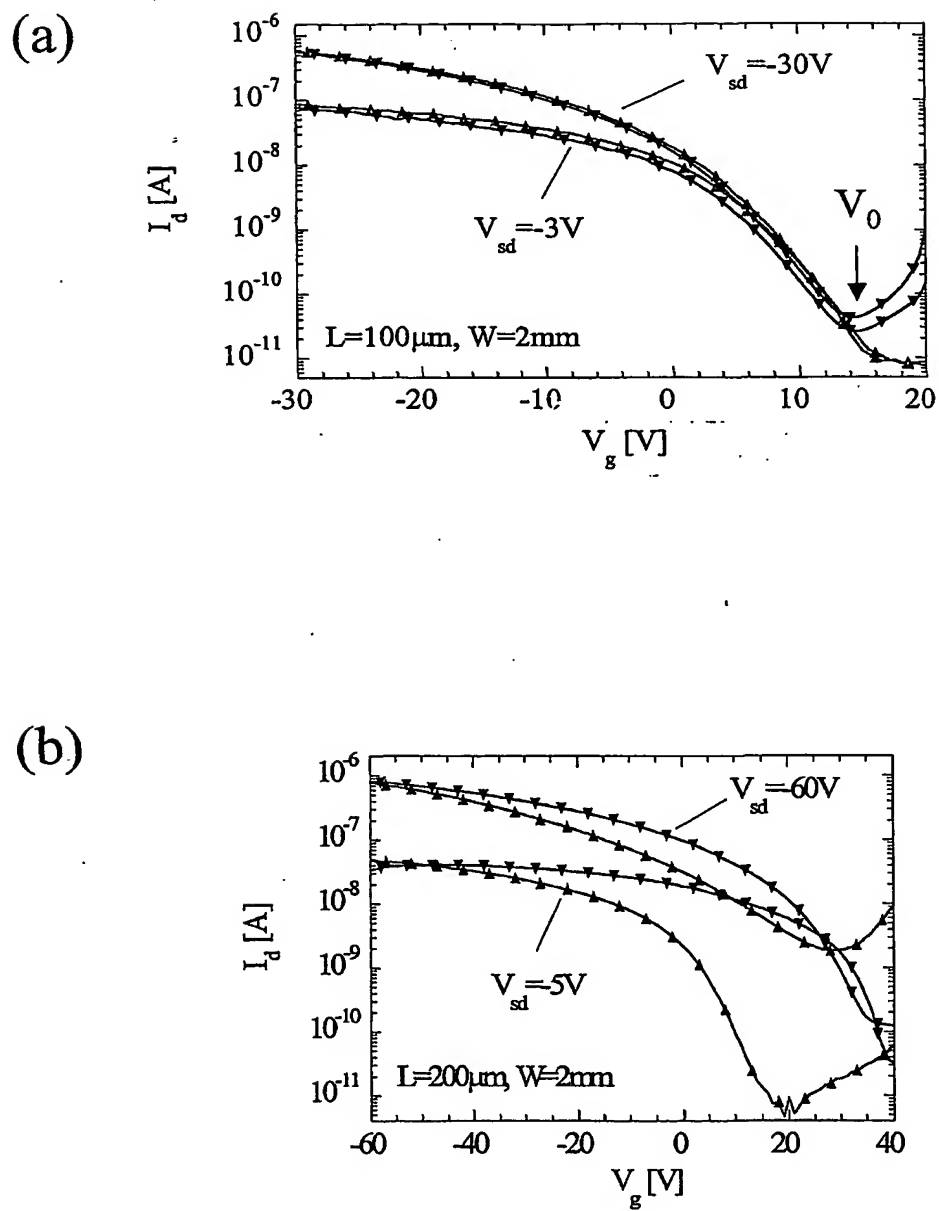 (a)
10⁻⁶
10⁻⁷
10⁻⁸
10⁻⁹
10⁻¹⁰
10⁻¹¹
I_d [A]
V_sd=-30V
V_sd=-3V
V₀
L=100μm, W=2mm
-30 -20 -10 0 10 20
V_g [V]
(b)
10⁻⁶
10⁻⁷
10⁻⁸
10⁻⁹
10⁻¹⁰
10⁻¹¹
I_d [A]
V_sd=-60V
V_sd=-5V
L=200μm, W=2mm
-60 -40 -20 0 20 40
V_g [V]